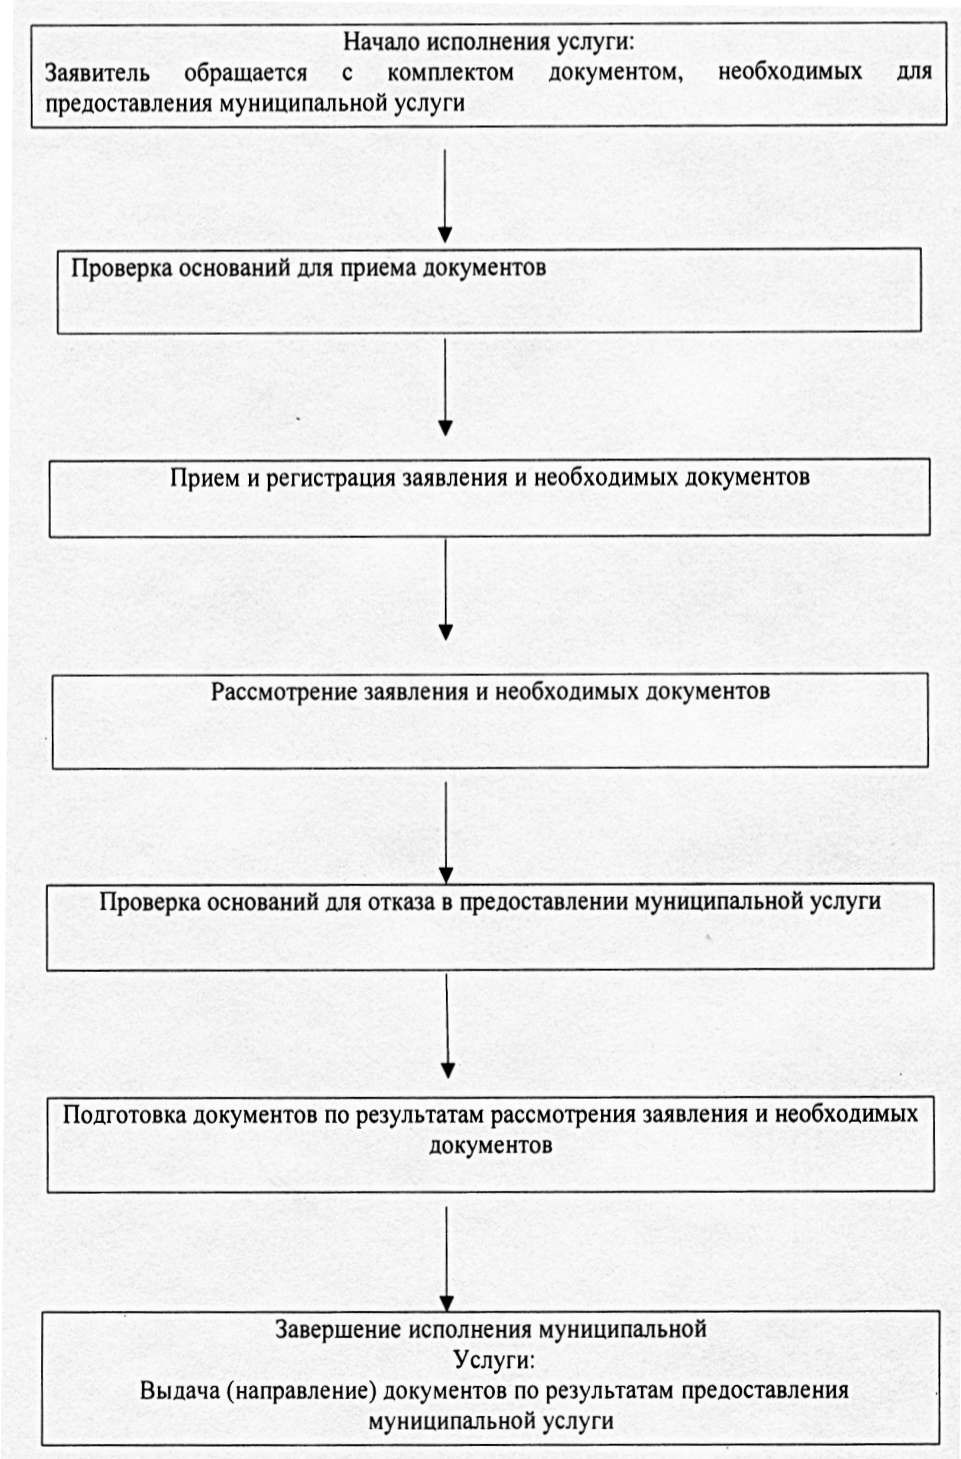 Начало исполнения услуги:
Заявитель обращается с комплектом документом, необходимых для
предоставления муниципальной услуги
Проверка оснований для приема документов
Прием и регистрация заявления и необходимых документов
Рассмотрение заявления и необходимых документов
Проверка оснований для отказа в предоставлении муниципальной услуги
Подготовка документов по результатам рассмотрения заявления и необходимых
документов
Завершение исполнения муниципальной
Услуги:
Выдача (направление) документов по результатам предоставления
муниципальной услуги